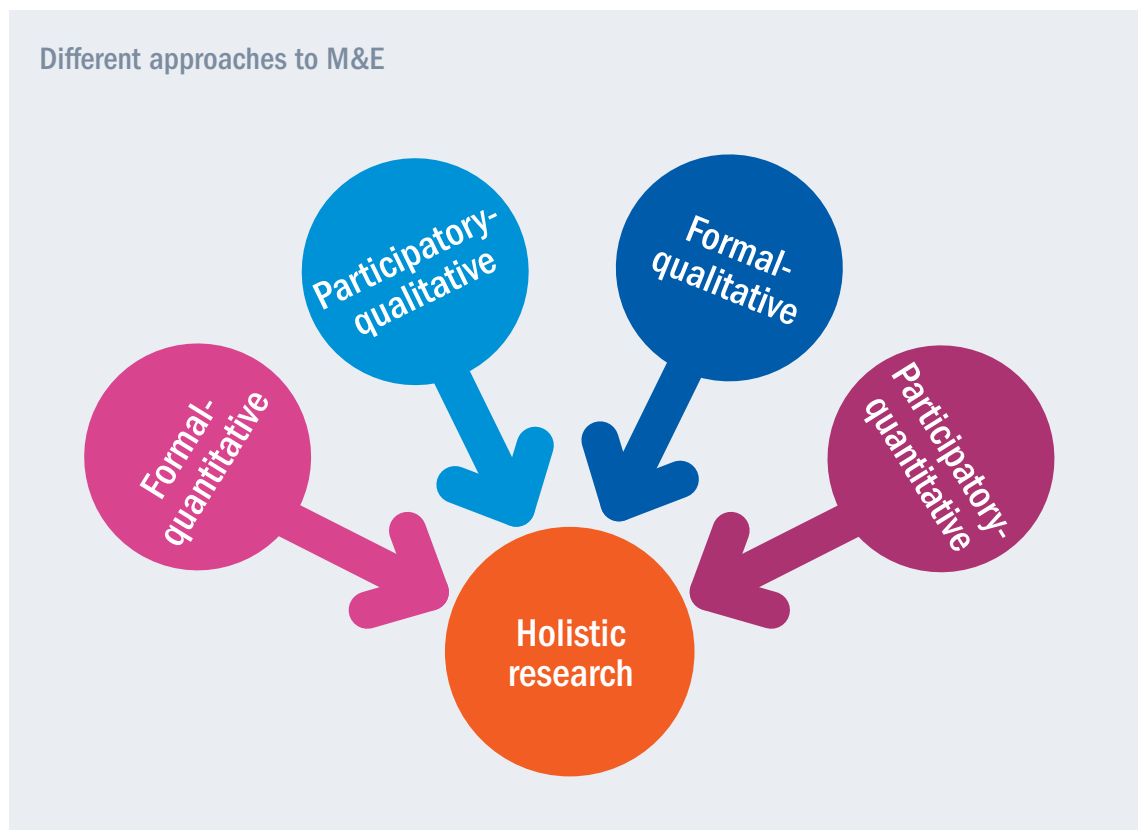 Different approaches to M&E
Formal-
quantitative
Participatory-
qualitative
Formal-
qualitative
Participatory-
quantitative
Holistic
research